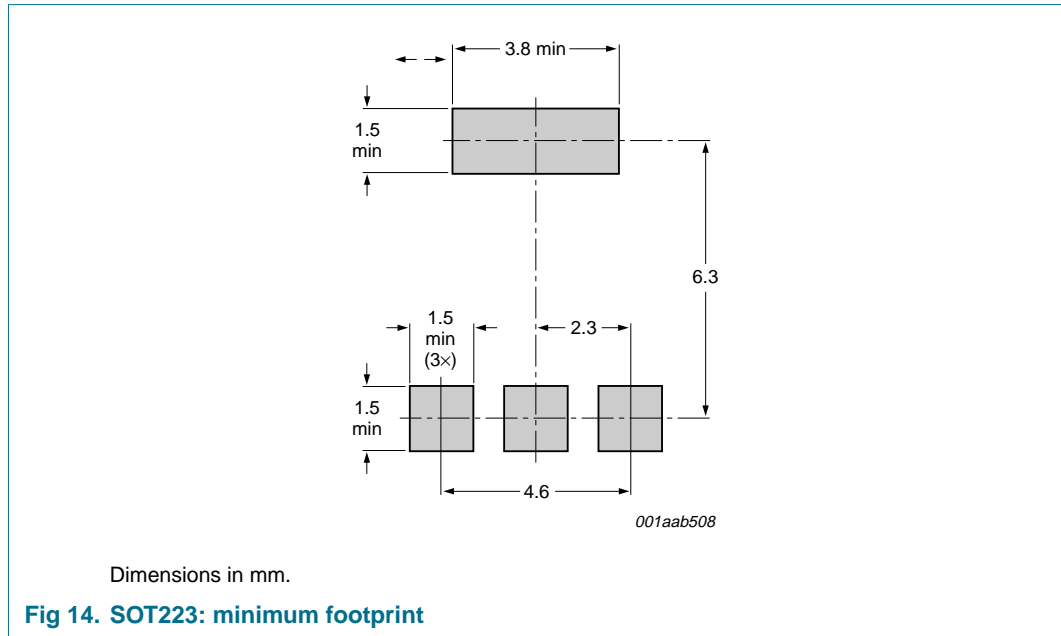 3.8 min
1.5
min
6.3
1.5
min
(3×)
2.3
1.5
min
4.6
001aab508
Dimensions in mm.
Fig 14. SOT223: minimum footprint